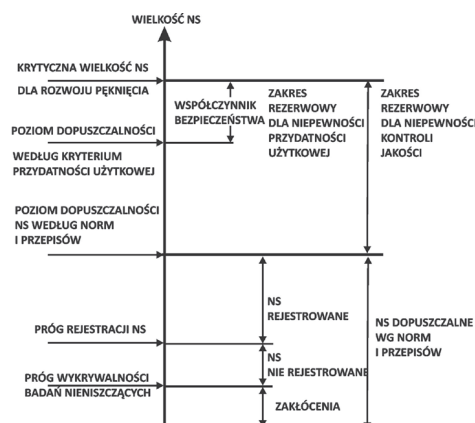 WIELKOŚĆ NS
KRYTYCZNA WIELKOŚĆ NS
DLA ROZWOJU PĘKNIĘCIA
WSPÓŁCZYNNIK
BEZPIECZEŃSTWA
ZAKRES
REZERWOWY
DLA NIEPEWNOŚCI
PRZYDATNOŚCI
UŻYTKOWEJ
ZAKRES
REZERWOWY
DLA NIEPEWNOŚCI
KONTROLI
JAKOŚCI
POZIOM DOPUSZCZALNOŚCI
WEDŁUG KRYTERIUM
PRZYDATNOŚCI UŻYTKOWEJ
POZIOM DOPUSZCZALNOŚCI
NS WEDŁUG NORM
I PRZEPISÓW
NS
REJESTROWANE
NS DOPUSZCZALNE
WG NORM
I PRZEPISÓW
PRÓG REJESTRACJI NS
NS
NIE REJESTROWANE
PRÓG WYKRYWALNOŚCI
BADAŃ NIENISZCZĄCYCH
ZAKŁÓCENIA